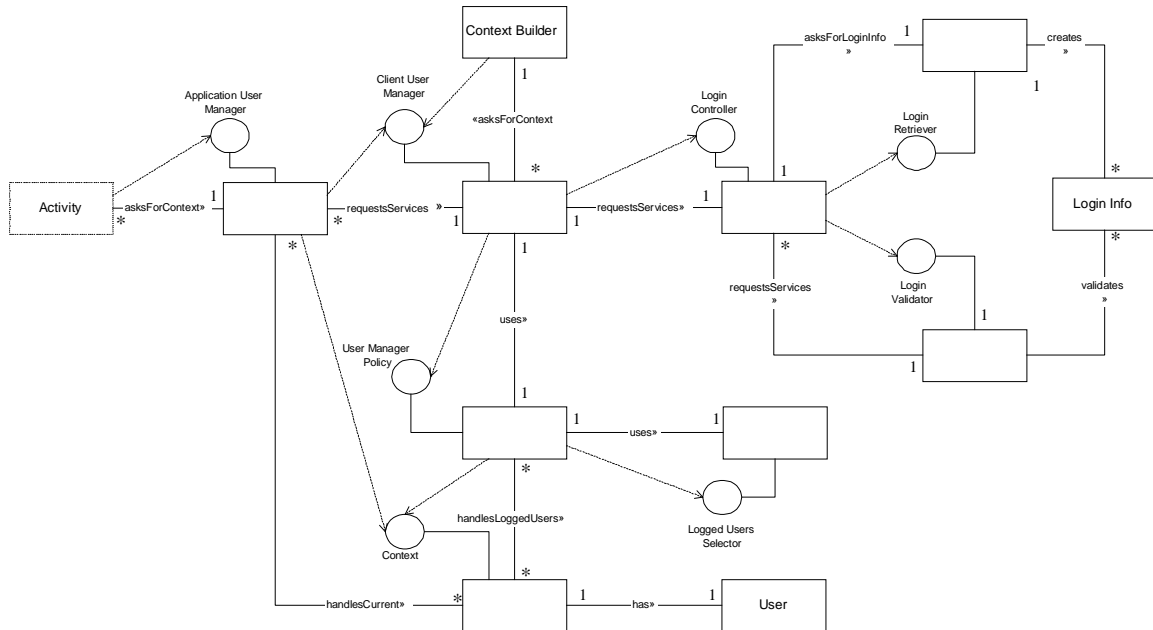 Context Builder
1
asksForLoginInfo
»
1
creates
»
1
1
Application User
Manager
Client User
Manager
«asksForContext
Login
Controller
Login
Retriever
*
1
*
Activity
asksForContext»
*
1
*
requestsServices
»
*
1
1
requestsServices»
1
Login Info
*
1
*
requestsServices
»
Login
Validator
validates
»
uses»
1
1
User Manager
Policy
1
1
uses»
1
1
*
handlesLoggedUsers»
Logged Users
Selector
Context
*
handlesCurrent»
*
1
has»
1
User